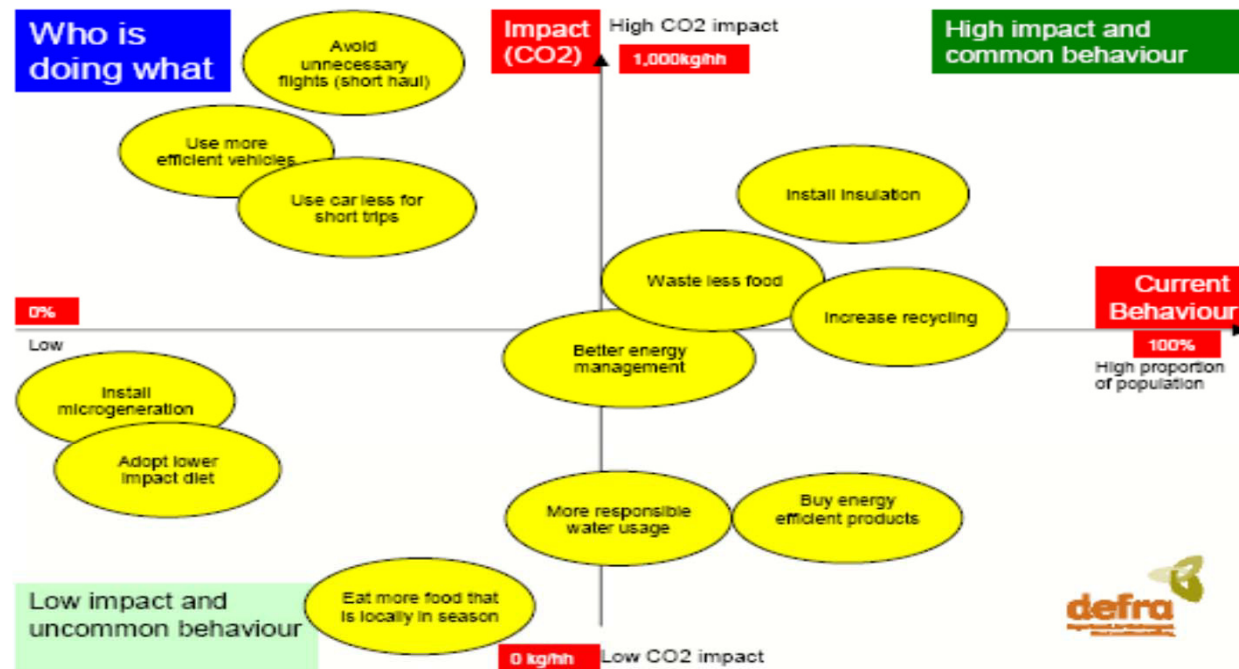 Who is
doing what
Avoid
unnecessary
flights (short haul)
Impact
(CO2)
High CO2 impact
1,000kg/hh
High impact and
common behaviour
Use more
efficient vehicles
Use car less for
short trips
Install insulation
Waste less food
Increase recycling
Current
Behaviour
0%
Low
100%
High proportion
of population
Better energy
management
Install
microgeneration
Adopt lower
impact diet
More responsible
water usage
Buy energy
efficient products
Low impact and
uncommon behaviour
Eat more food that
is locally in season
0 kg/hh
Low CO2 impact
defra